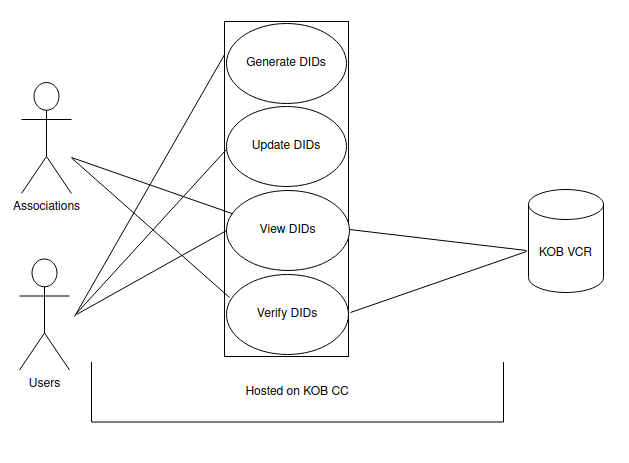 Generate DIDs
Update DIDs
Associations
View DIDs
KOB VCR
Verify DIDs
Users
Hosted on KOB CC